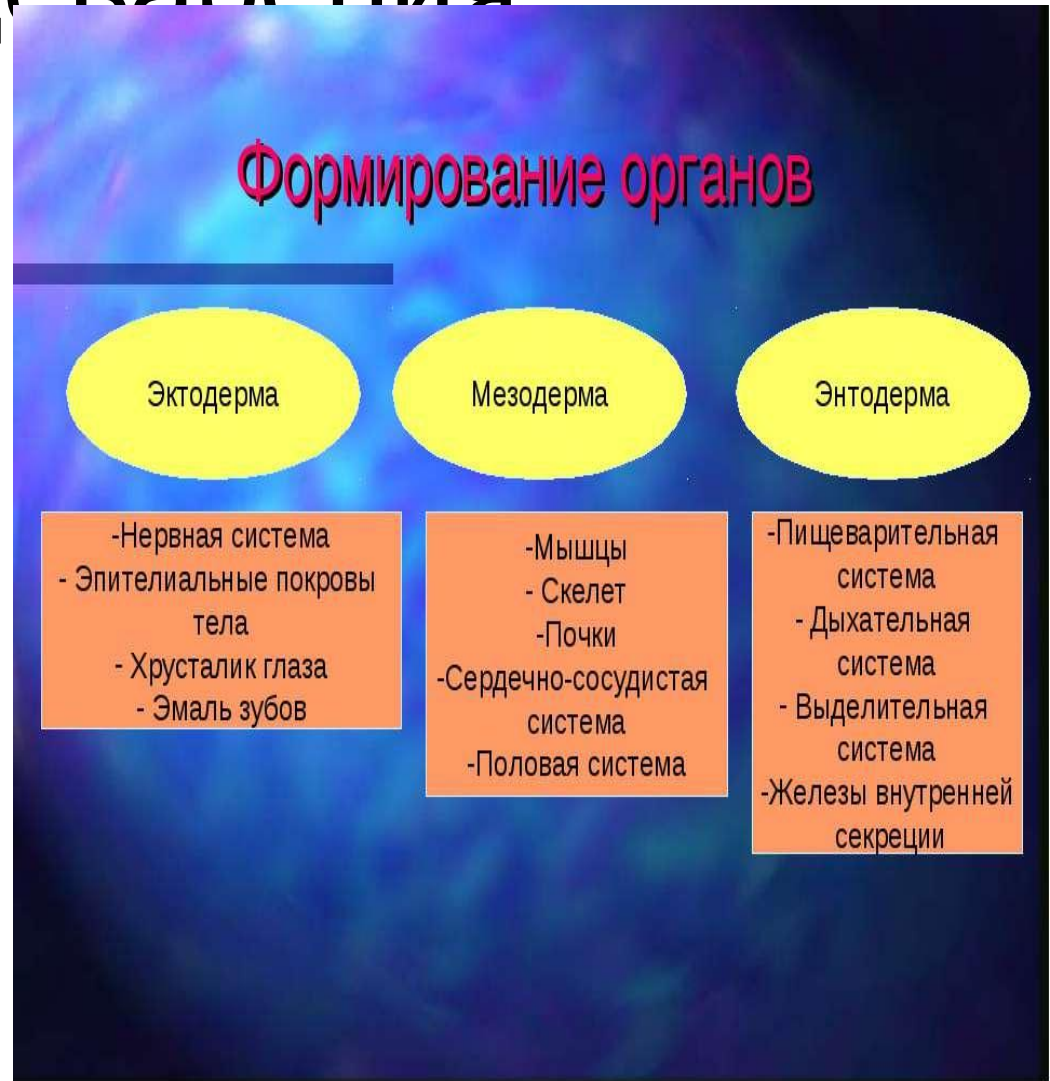 Формирование органов
Эктодерма
Мезодерма
Энтодерма
-Нервная система
- Эпителиальные покровы
тела
- Хрусталик глаза
- Эмаль зубов
-Мышцы
- Скелет
-Почки
-Сердечно-сосудистая
система
-Половая система
-Пищеварительная
система
- Дыхательная
система
- Выделительная
система
-Железы внутренней
секреции